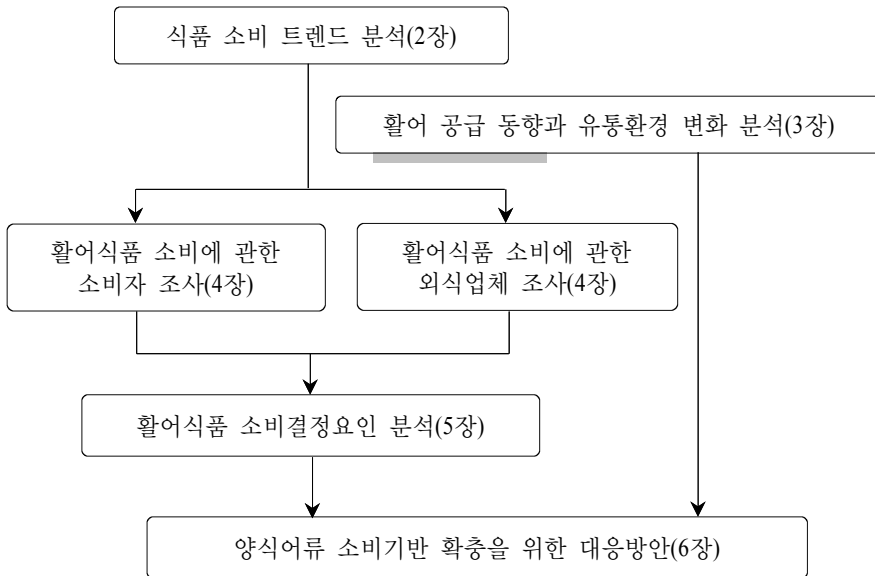 식품 소비 트렌드 분석(2장)
활어 공급 동향과 유통환경 변화 분석(3장)
활어식품 소비에 관한
소비자 조사(4장)
활어식품 소비에 관한
외식업체 조사(4장)
활어식품 소비결정요인 분석(5장)
양식어류 소비기반 확충을 위한 대응방안(6장)